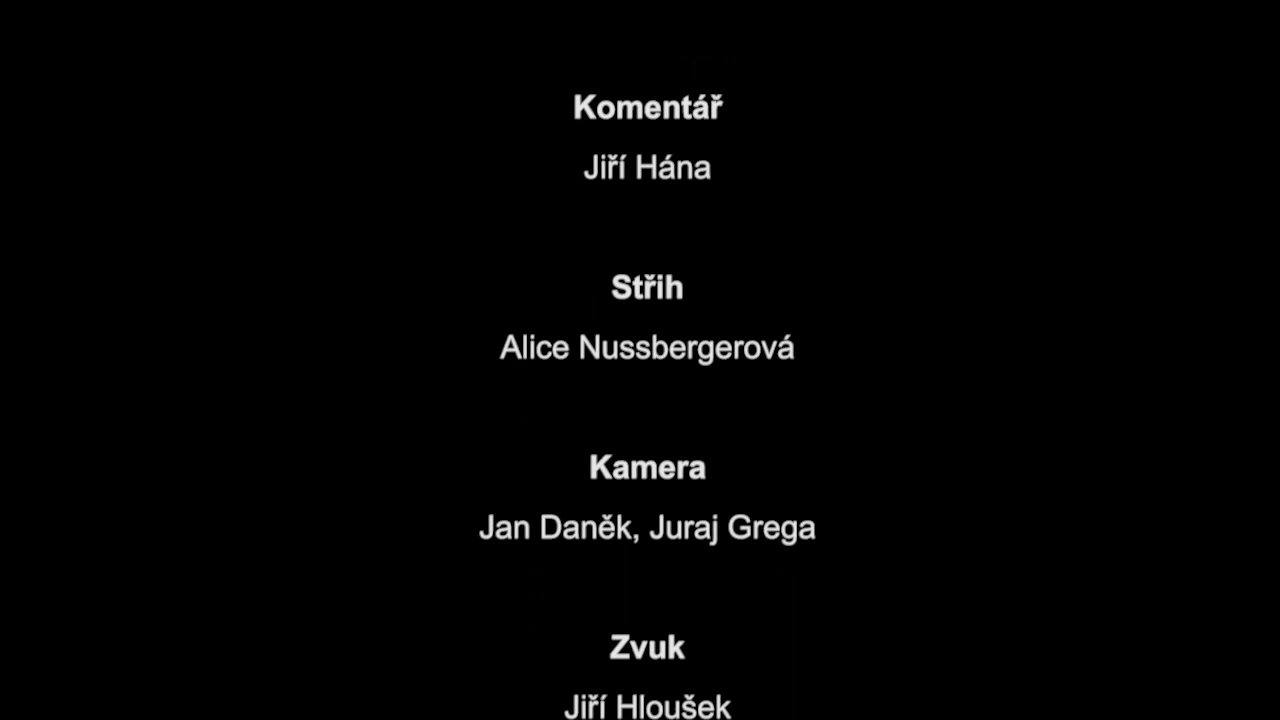 Komentář
Jiří Hána
Střih
Alice Nussbergerová
Kamera
Jan Daněk, Juraj Grega
Zvuk
Jiří Hloušek